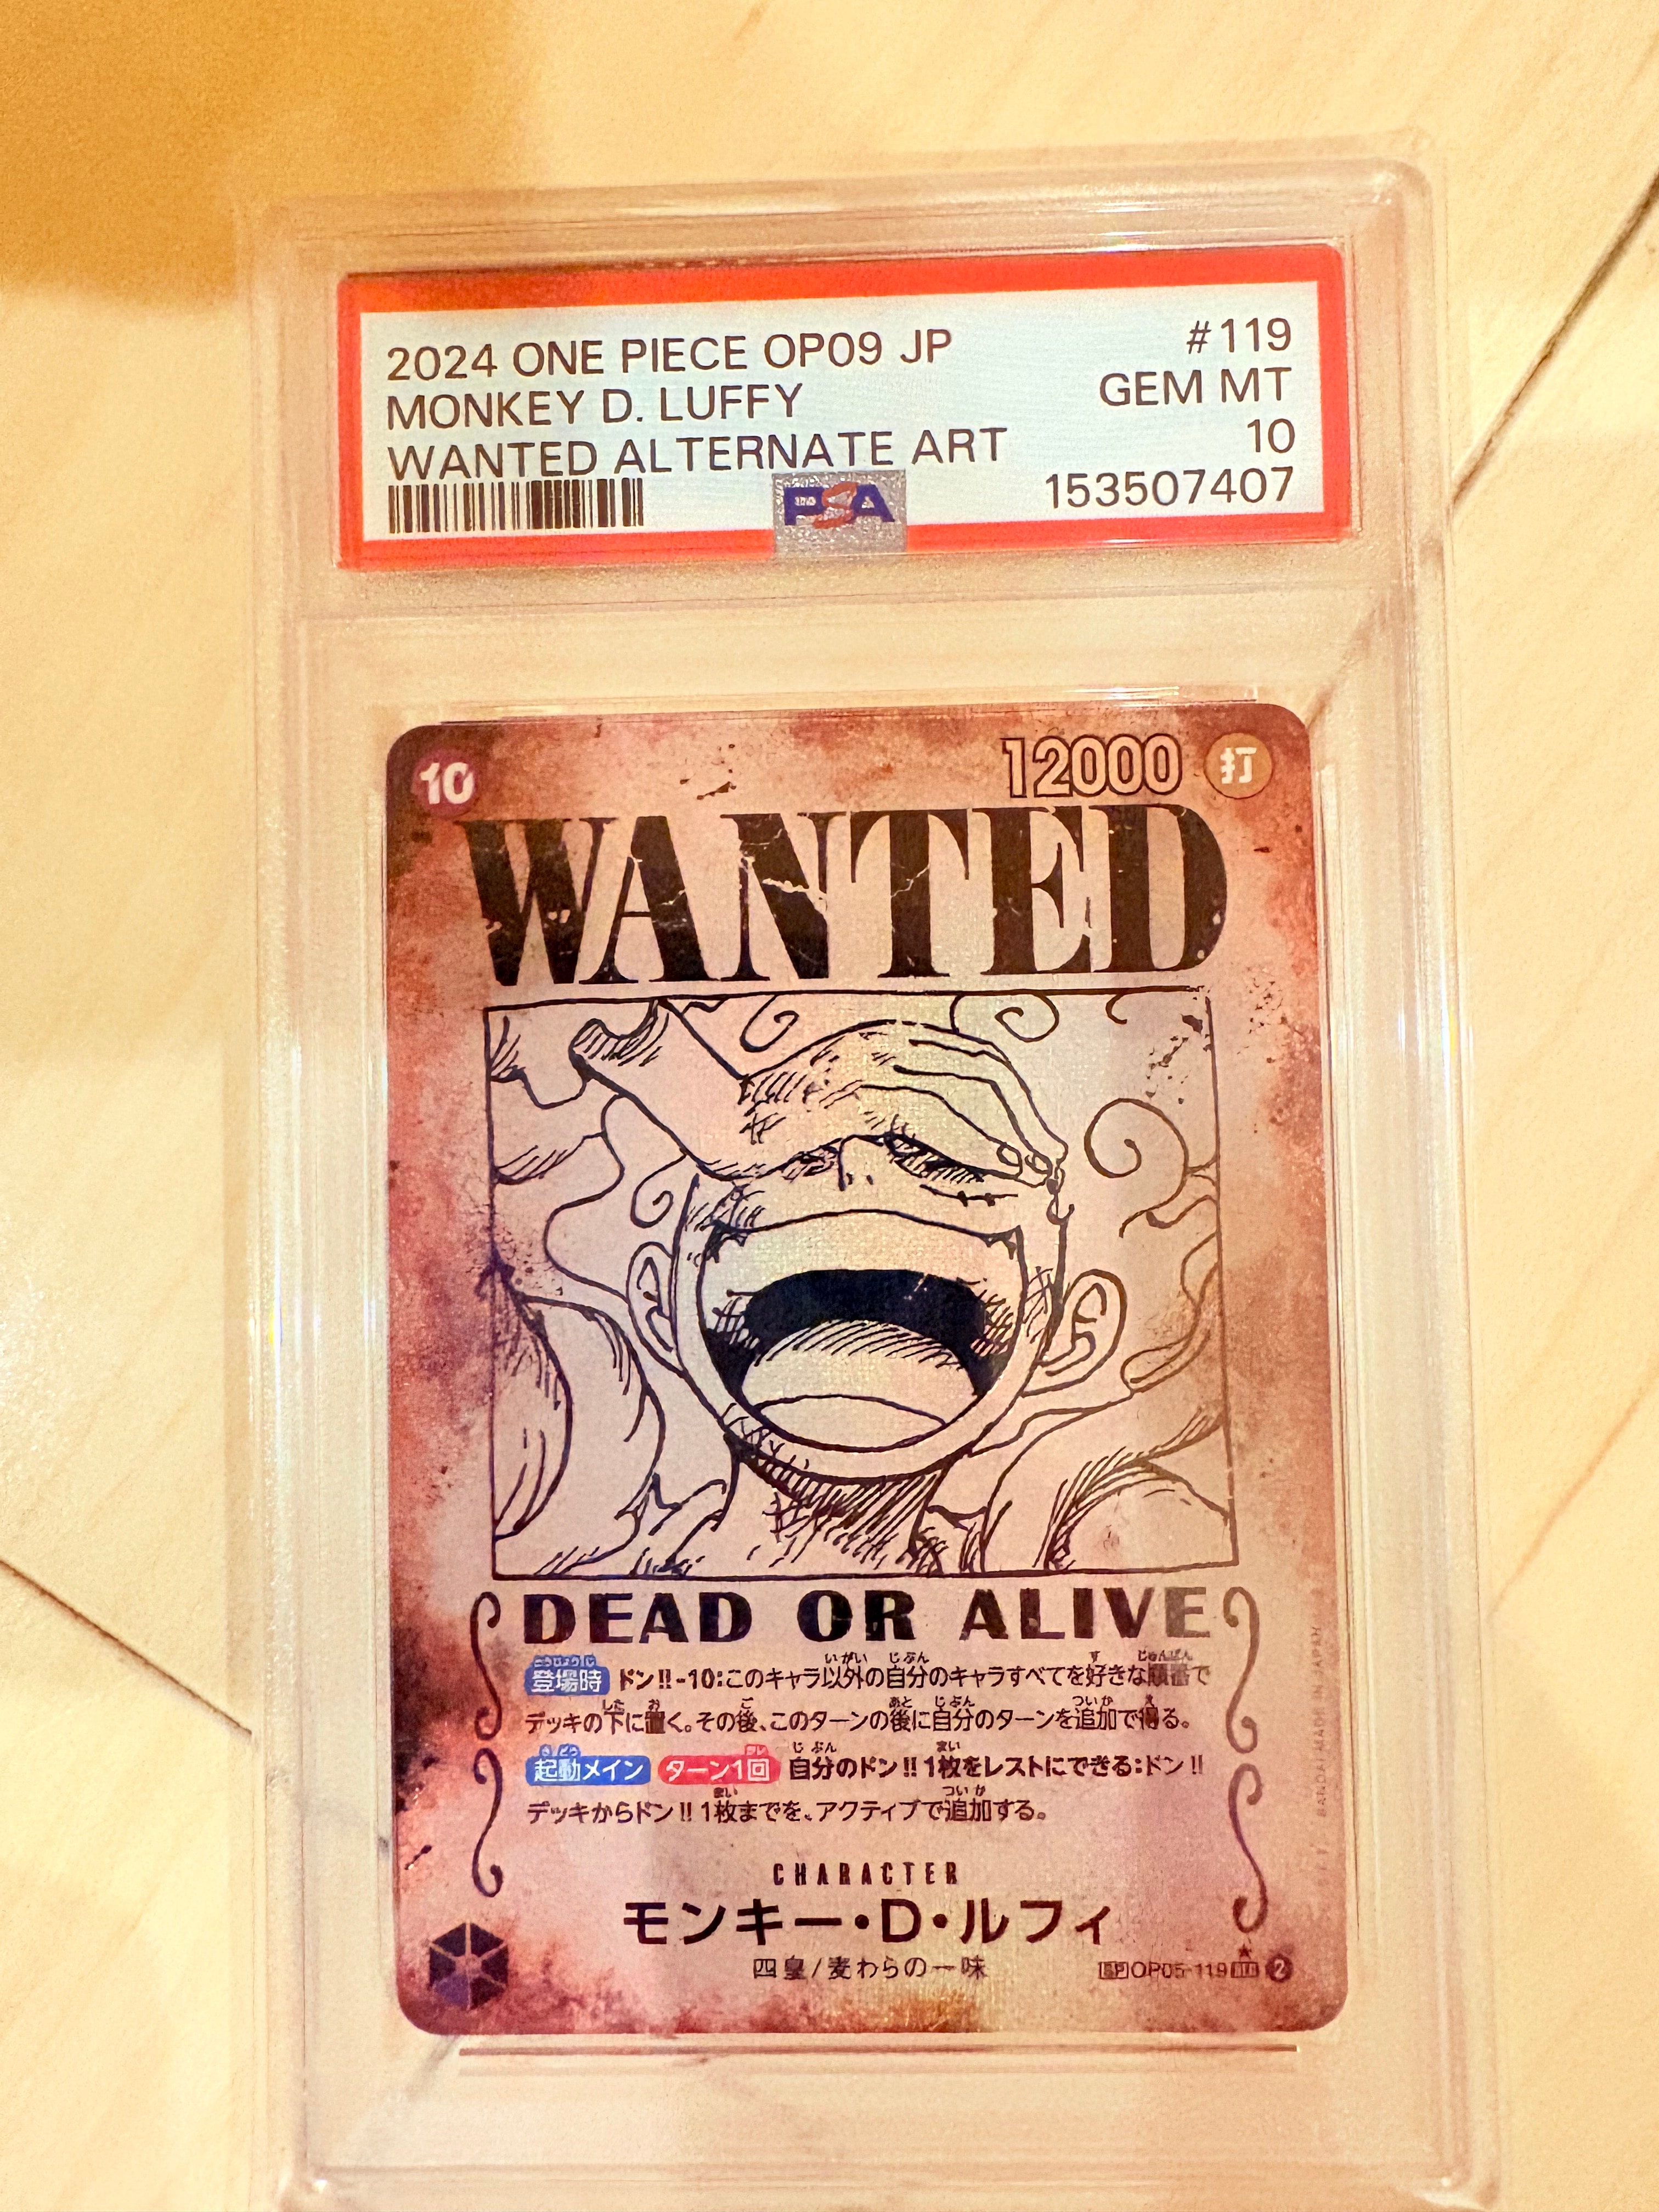 2024 ONE PIECE OP09 JP #119
MONKEY D. LUFFY GEM MT
WANTED ALTERNATE ART 10
PSA 153507407
10 12000 打
WANTED
DEAD OR ALIVE
登場時 ドン!!-10:このキャラ以外の自分のキャラすべてを好きな順番で
デッキの下に置く。その後、このターンの後に自分のターンを追加で得る。
起動メイン ターン1回 自分のドン!!1枚をレストにできる:ドン!!
デッキからドン!!1枚までを、アクティブで追加する。
CHARACTER
モンキー・D・ルフィ
四皇/麦わらの一味 SP OP05-119 2